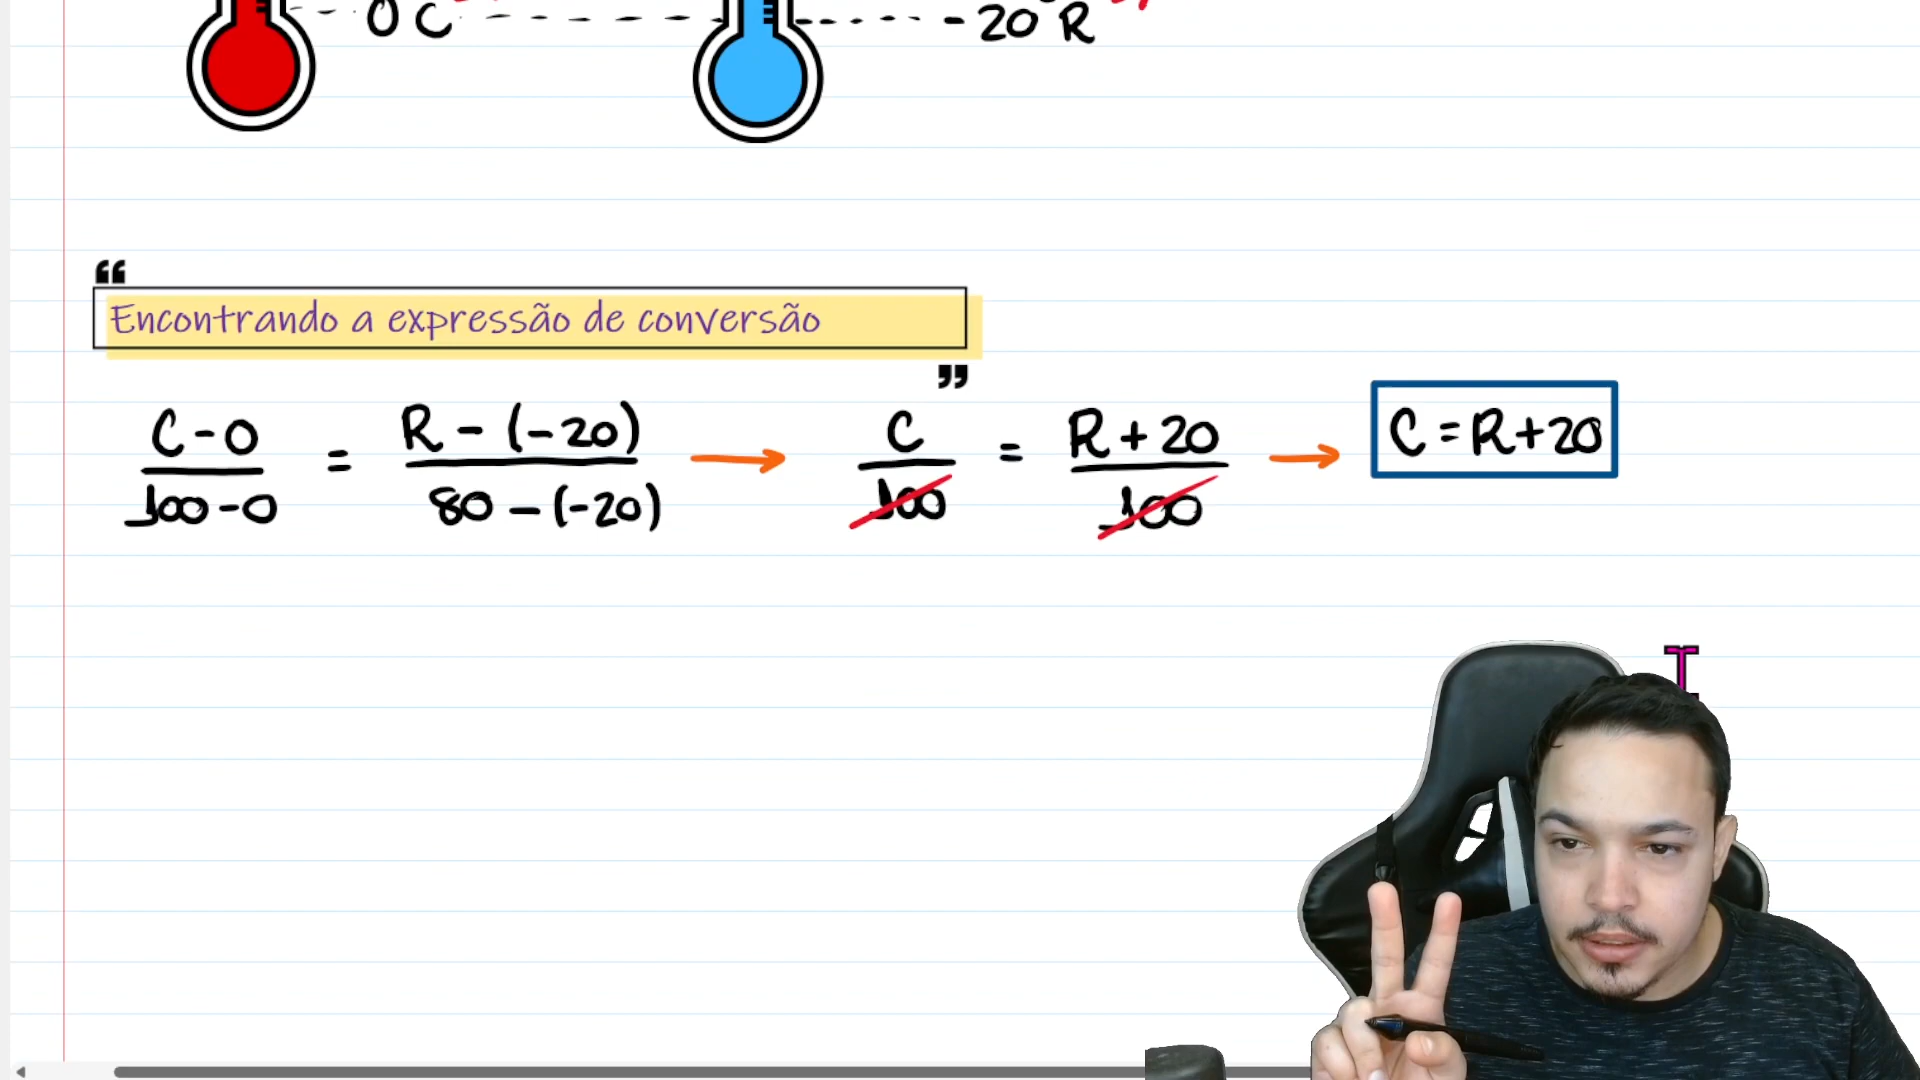 0 C - 20°R
“
Encontrando a expressão de conversão
”
C - 0 = R - (-20) → C = R + 20 → C = R + 20
100 - 0 80 - (-20) 100 100